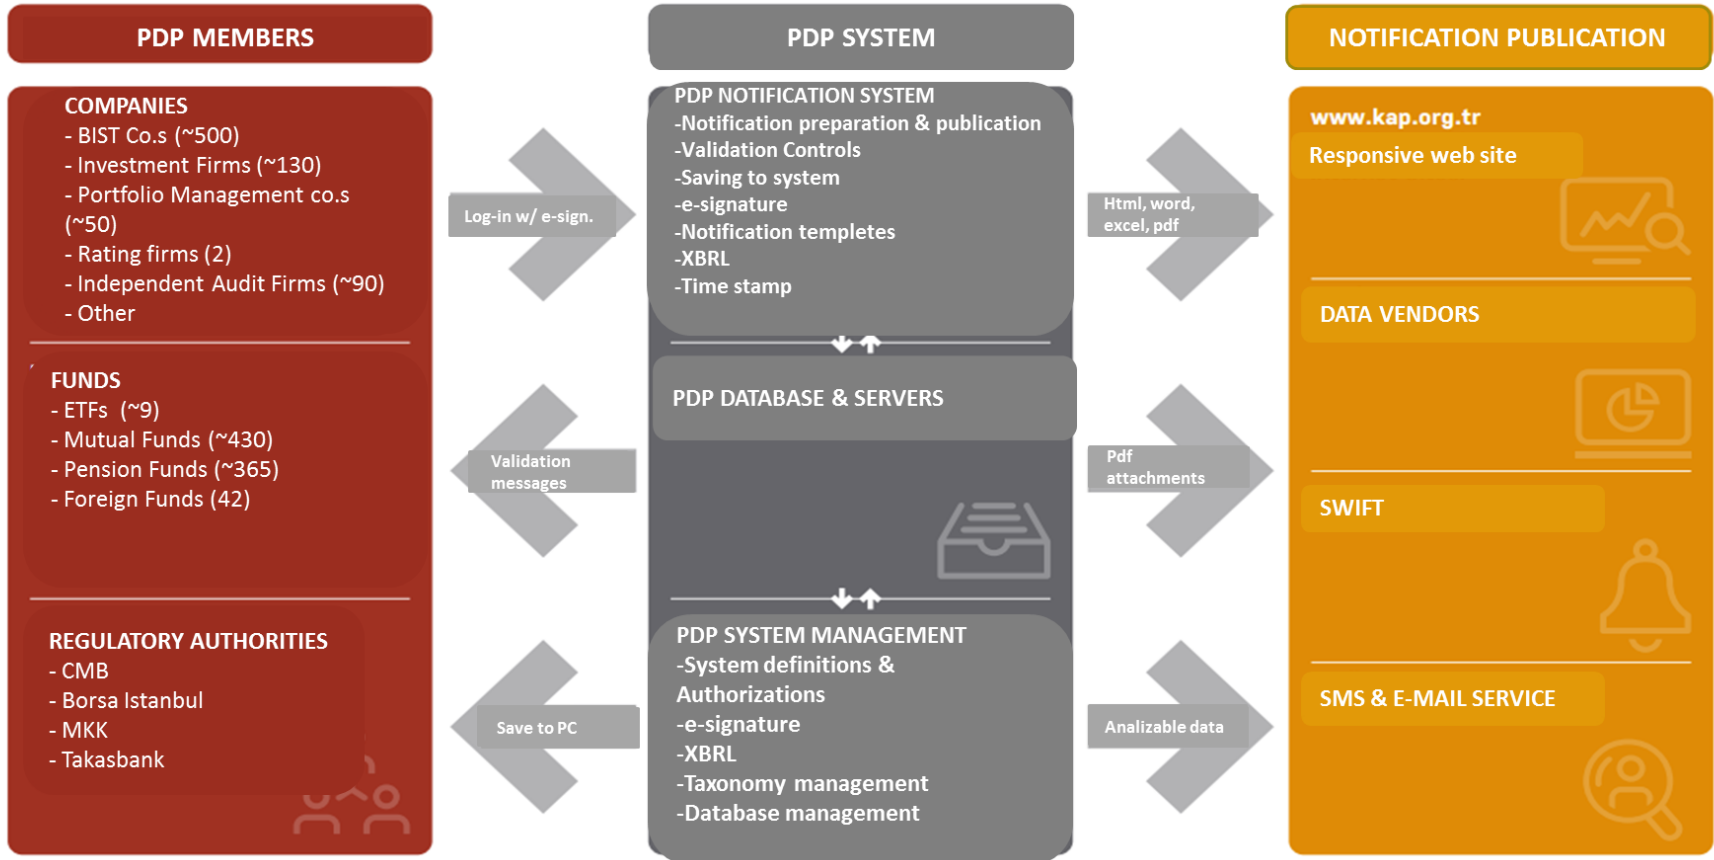 PDP MEMBERS
COMPANIES
- BIST Co.s (~500)
- Investment Firms (~130)
- Portfolio Management co.s
(~50)
- Rating firms (2)
- Independent Audit Firms (~90)
- Other
FUNDS
- ETFs (~9)
- Mutual Funds (~430)
- Pension Funds (~365)
- Foreign Funds (42)
REGULATORY AUTHORITIES
- CMB
- Borsa Istanbul
- MKK
- Takasbank
Log-in w/ e-sign.
Validation
messages
Save to PC
PDP SYSTEM
PDP NOTIFICATION SYSTEM
-Notification preparation & publication
-Validation Controls
-Saving to system
-e-signature
-Notification templetes
-XBRL
-Time stamp
PDP DATABASE & SERVERS
PDP SYSTEM MANAGEMENT
-System definitions &
Authorizations
-e-signature
-XBRL
-Taxonomy management
-Database management
Html, word,
excel, pdf
Pdf
attachments
Analizable data
NOTIFICATION PUBLICATION
www.kap.org.tr
Responsive web site
DATA VENDORS
SWIFT
SMS & E-MAIL SERVICE